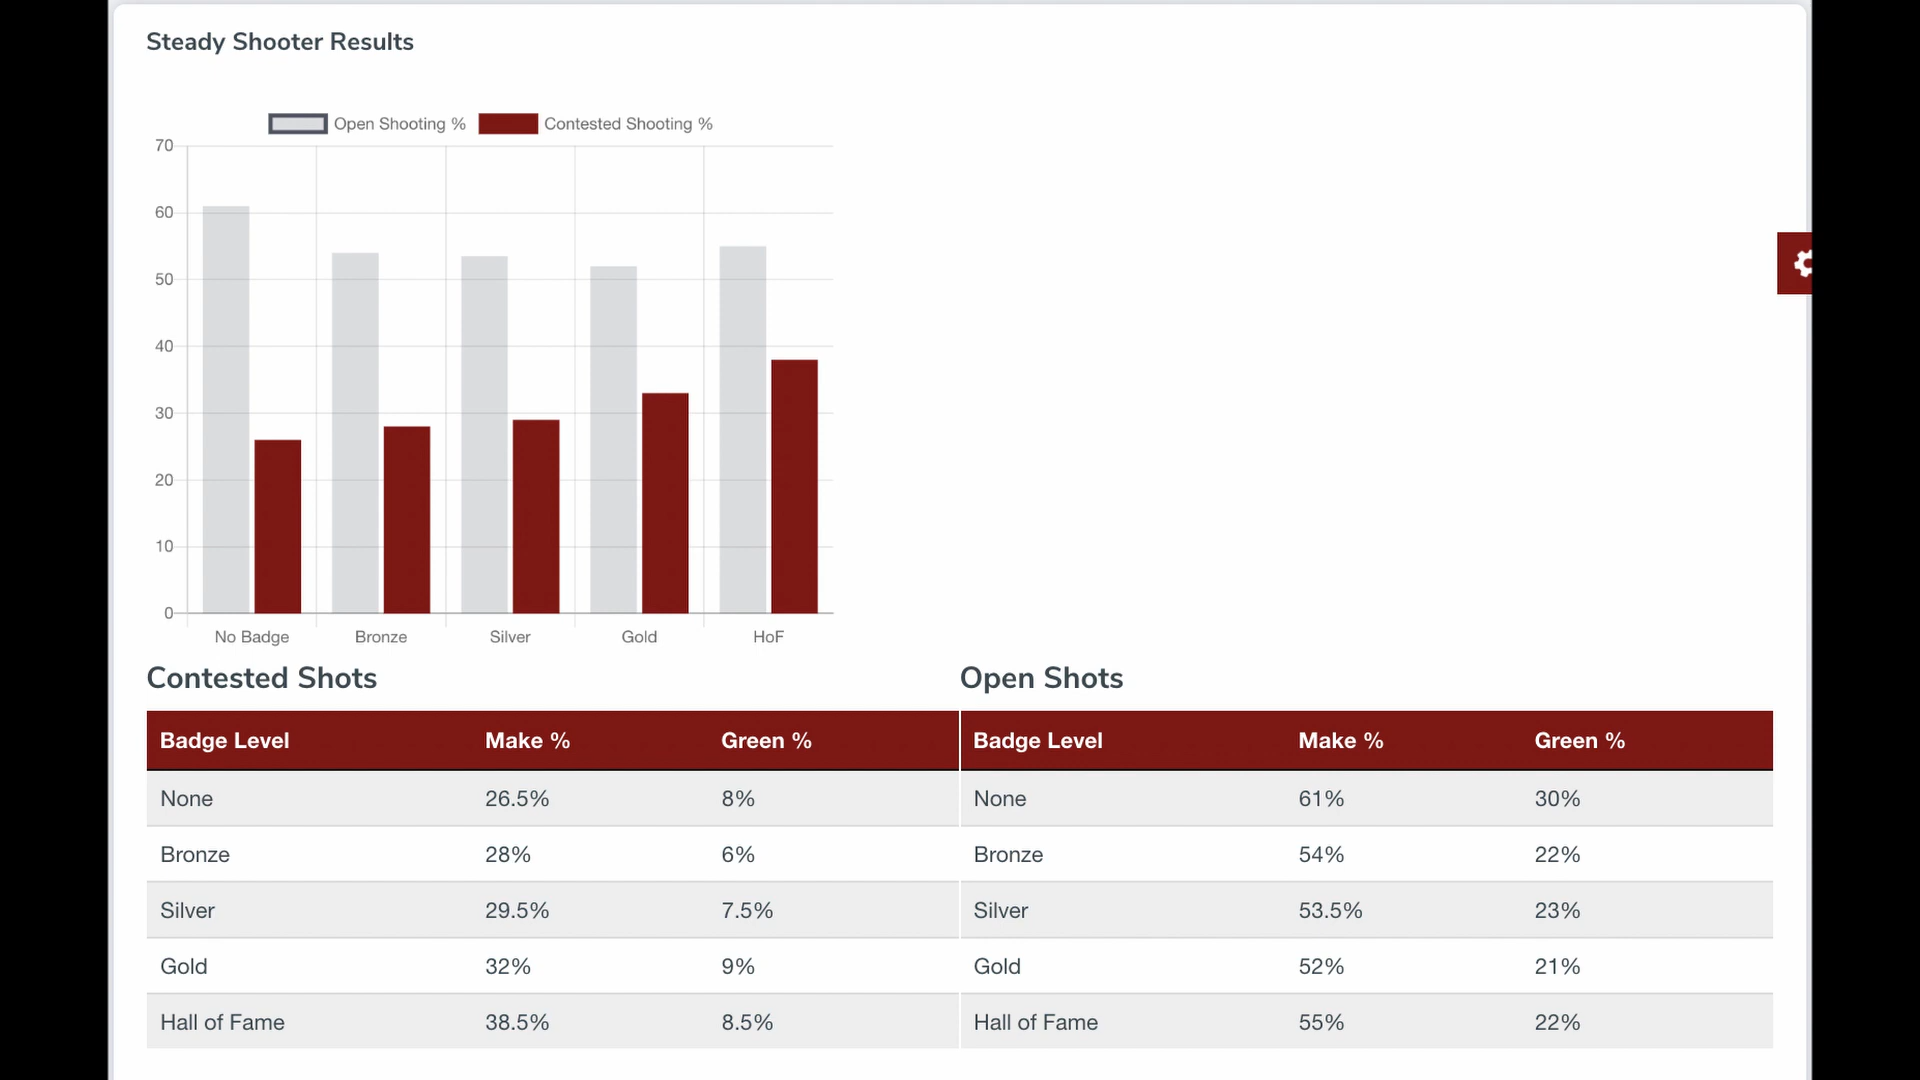 Steady Shooter Results
Open Shooting % Contested Shooting %
70
60
50
40
30
20
10
0
No Badge Bronze Silver Gold HoF
Contested Shots
Badge Level Make % Green %
None 26.5% 8%
Bronze 28% 6%
Silver 29.5% 7.5%
Gold 32% 9%
Hall of Fame 38.5% 8.5%
Open Shots
Badge Level Make % Green %
None 61% 30%
Bronze 54% 22%
Silver 53.5% 23%
Gold 52% 21%
Hall of Fame 55% 22%